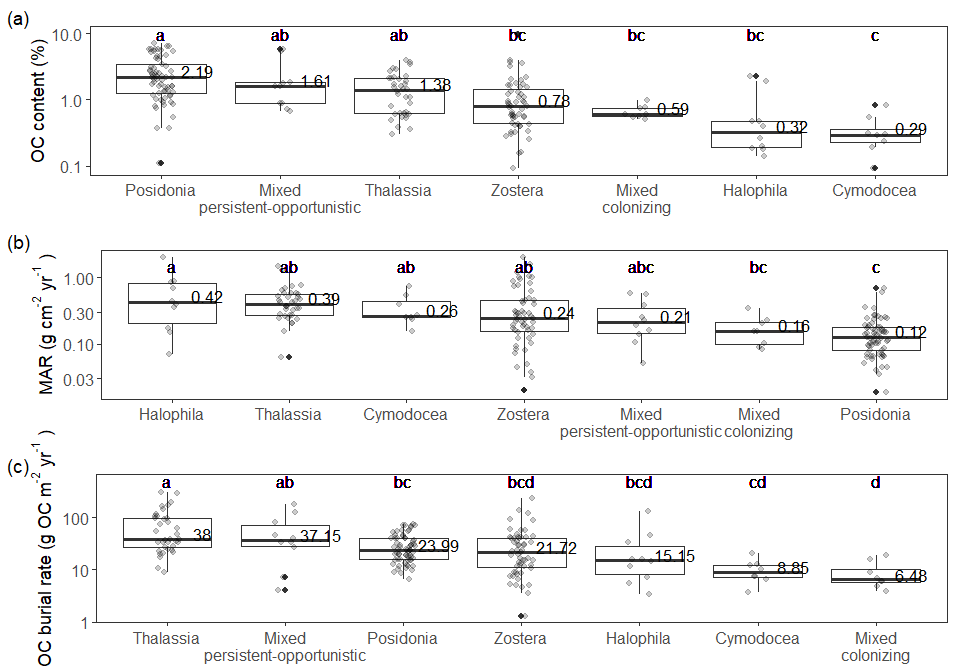 (a)
OC content (%)
10.0
1.0
0.1
a ab ab bc bc bc c
2.19 1.61 1.38 0.78 0.59 0.32 0.29
Posidonia Mixed Thalassia Zostera Mixed Halophila Cymodocea
persistent-opportunistic colonizing
(b)
MAR (g cm-2 yr-1 )
1.00
0.30
0.10
0.03
a ab ab ab abc bc c
0.42 0.39 0.26 0.24 0.21 0.16 0.12
Halophila Thalassia Cymodocea Zostera Mixed Mixed Posidonia
persistent-opportunistic colonizing
(c)
OC burial rate (g OC m-2 yr-1 )
100
10
1
a ab bc bcd bcd cd d
38 37.15 23.99 21.72 15.15 8.85 6.48
Thalassia Mixed Posidonia Zostera Halophila Cymodocea Mixed
persistent-opportunistic colonizing